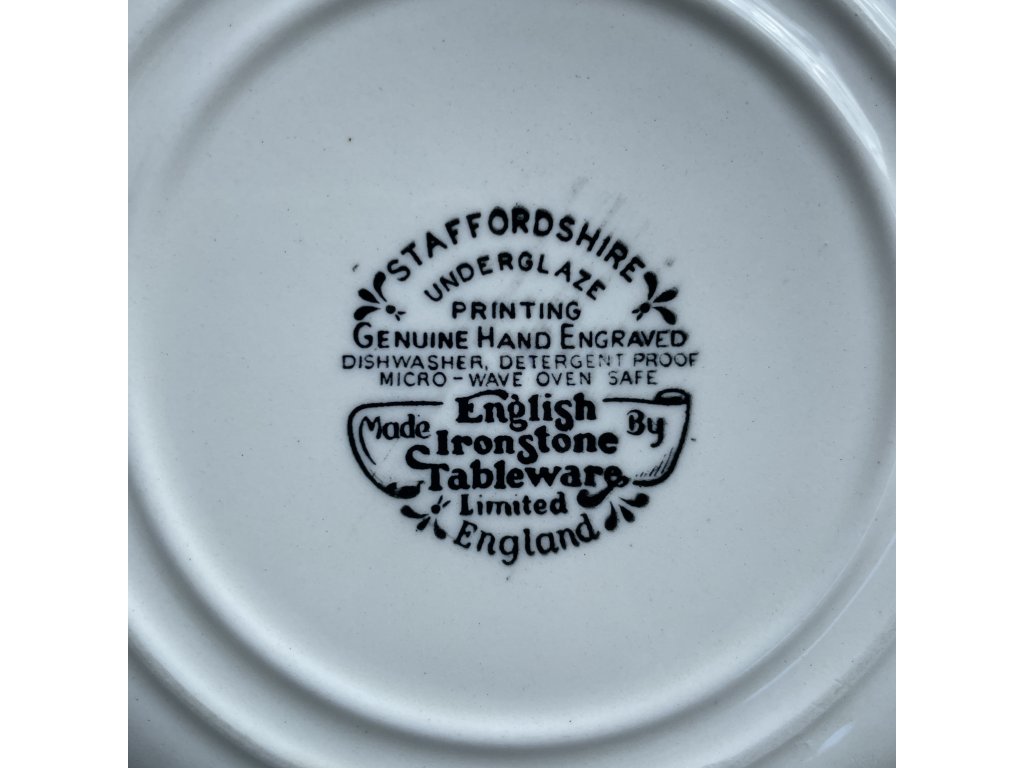 STAFFORDSHIRE
UNDERGLAZE
PRINTING
GENUINE HAND ENGRAVED
DISHWASHER, DETERGENT PROOF
MICRO-WAVE OVEN SAFE
Made English By
Ironstone
Tableware
Limited
England